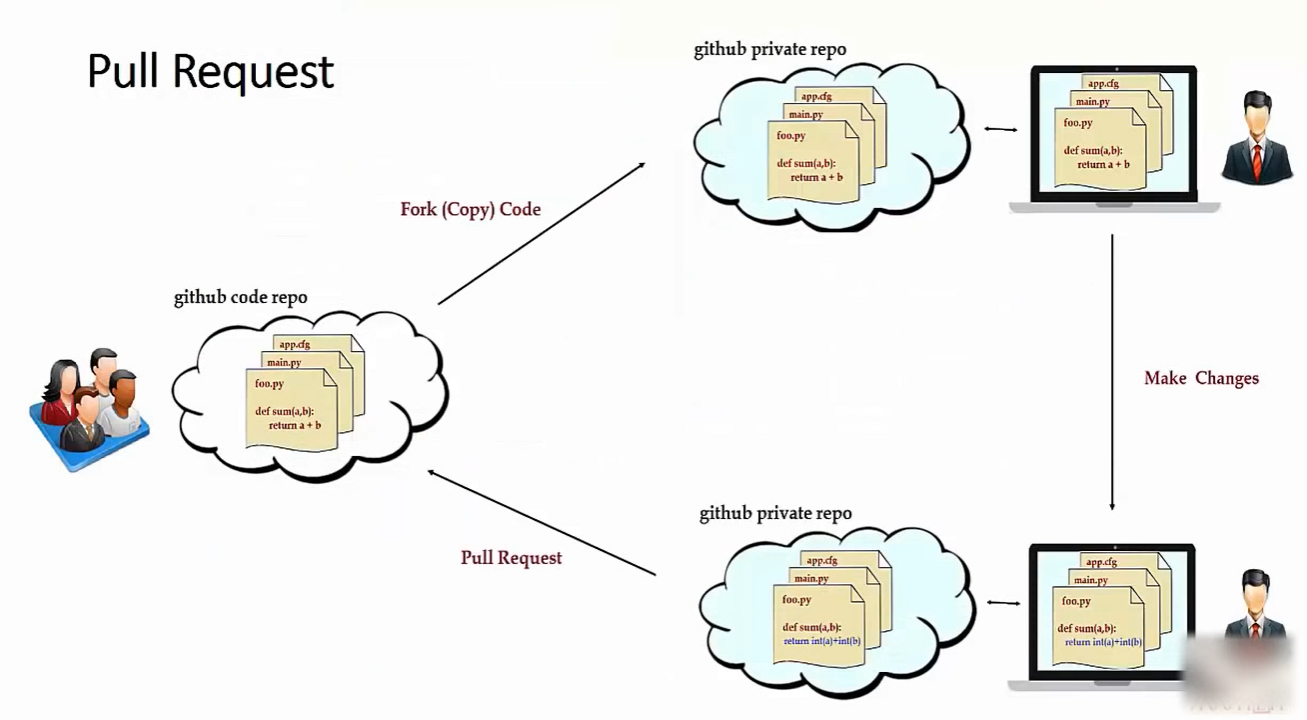 Pull Request
github private repo
app.cfg
main.py
foo.py
def sum(a,b):
return a + b
app.cfg
main.py
foo.py
def sum(a,b):
return a + b
Fork (Copy) Code
github code repo
app.cfg
main.py
foo.py
def sum(a,b):
return a + b
Make Changes
Pull Request
github private repo
app.cfg
main.py
foo.py
def sum(a,b):
return int(a)+int(b)
app.cfg
main.py
foo.py
def sum(a,b):
return int(a)+int(b)